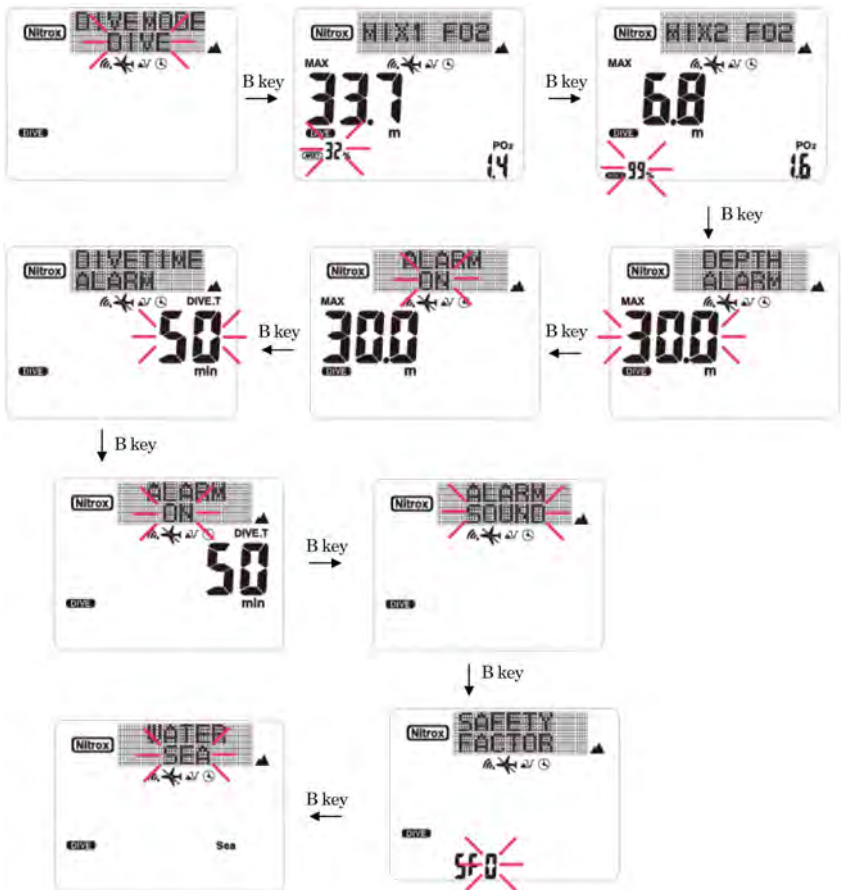 Nitrox
DIVEMODE
DIVE
DIVE
B key
Nitrox
MIX1 FO2
MAX
33.7
m
DIVE
32%
PO2
1.4
B key
Nitrox
MIX2 FO2
MAX
6.8
m
DIVE
99%
PO2
1.6
B key
Nitrox
DEPTH
ALARM
MAX
30.0
m
DIVE
B key
Nitrox
ALARM
ON
MAX
30.0
m
DIVE
B key
Nitrox
DIVETIME
ALARM
DIVE.T
50
min
DIVE
B key
Nitrox
ALARM
ON
DIVE.T
50
min
DIVE
B key
Nitrox
ALARM
SOUND
DIVE
B key
Nitrox
SAFETY
FACTOR
DIVE
SF 0
B key
Nitrox
WATER
SEA
DIVE
Sea